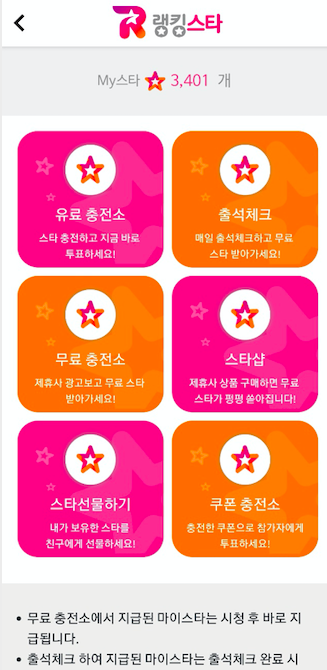 랭킹스타
My스타 3,401 개
유료 충전소
스타 충전하고 지금 바로
투표하세요!
출석체크
매일 출석체크하고 무료
스타 받아가세요!
무료 충전소
제휴사 광고보고 무료 스타
받아가세요!
스타샵
제휴사 상품 구매하면 무료
스타가 펑펑 쏟아집니다!
스타선물하기
내가 보유한 스타를
친구에게 선물하세요!
쿠폰 충전소
충전한 쿠폰으로 참가자에게
투표하세요!
• 무료 충전소에서 지급된 마이스타는 시청 후 바로 지
급됩니다.
• 출석체크 하여 지급된 마이스타는 출석체크 완료 시